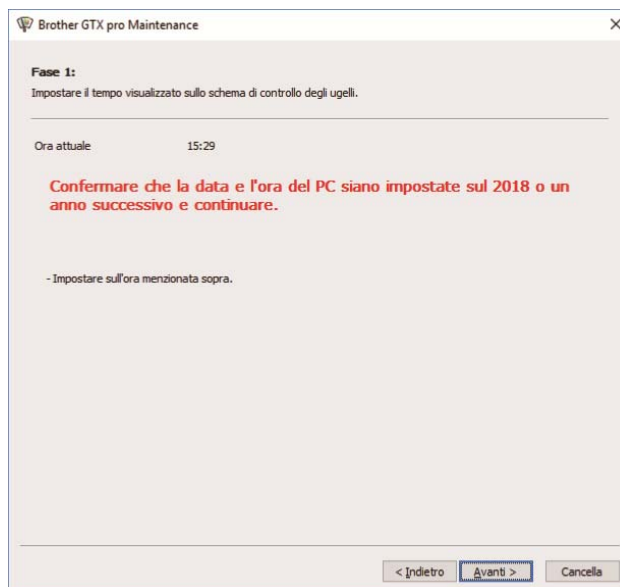 Brother GTX pro Maintenance
Fase 1:
Impostare il tempo visualizzato sullo schema di controllo degli ugelli.
Ora attuale 15:29
Confermare che la data e l'ora del PC siano impostate sul 2018 o un
anno successivo e continuare.
- Impostare sull'ora menzionata sopra.
< Indietro Avanti > Cancella